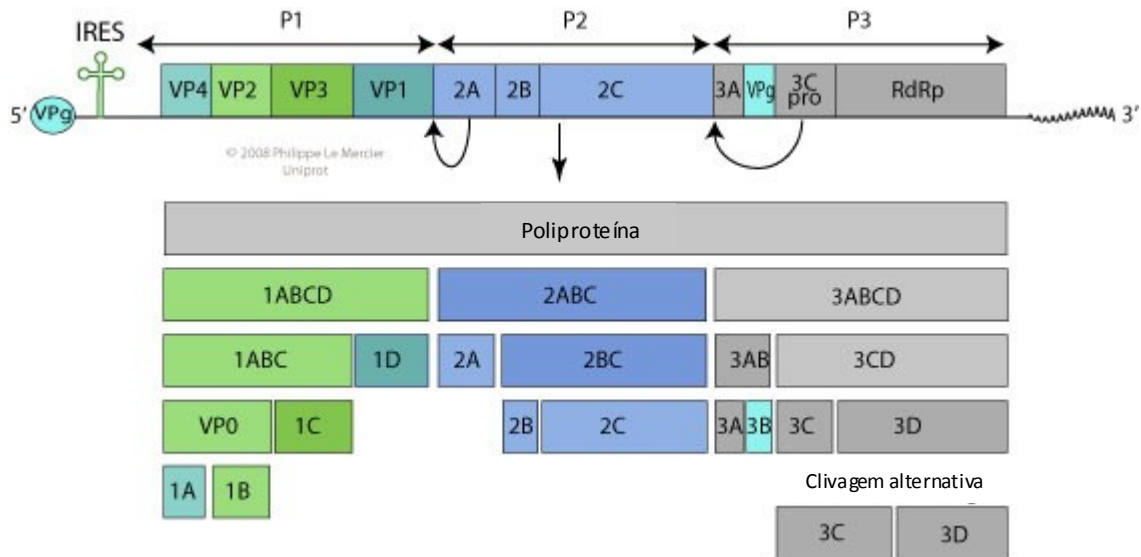 P1 P2 P3
IRES
VP4 VP2 VP3 VP1 2A 2B 2C 3A VPg 3C pro RdRp
5' VPg 3'
© 2008 Philippe Le Mercier
Uniprot
Poliproteína
1ABCD 2ABC 3ABCD
1ABC 1D 2A 2BC 3AB 3CD
VP0 1C 2B 2C 3A 3B 3C 3D
1A 1B
Clivagem alternativa
3C 3D